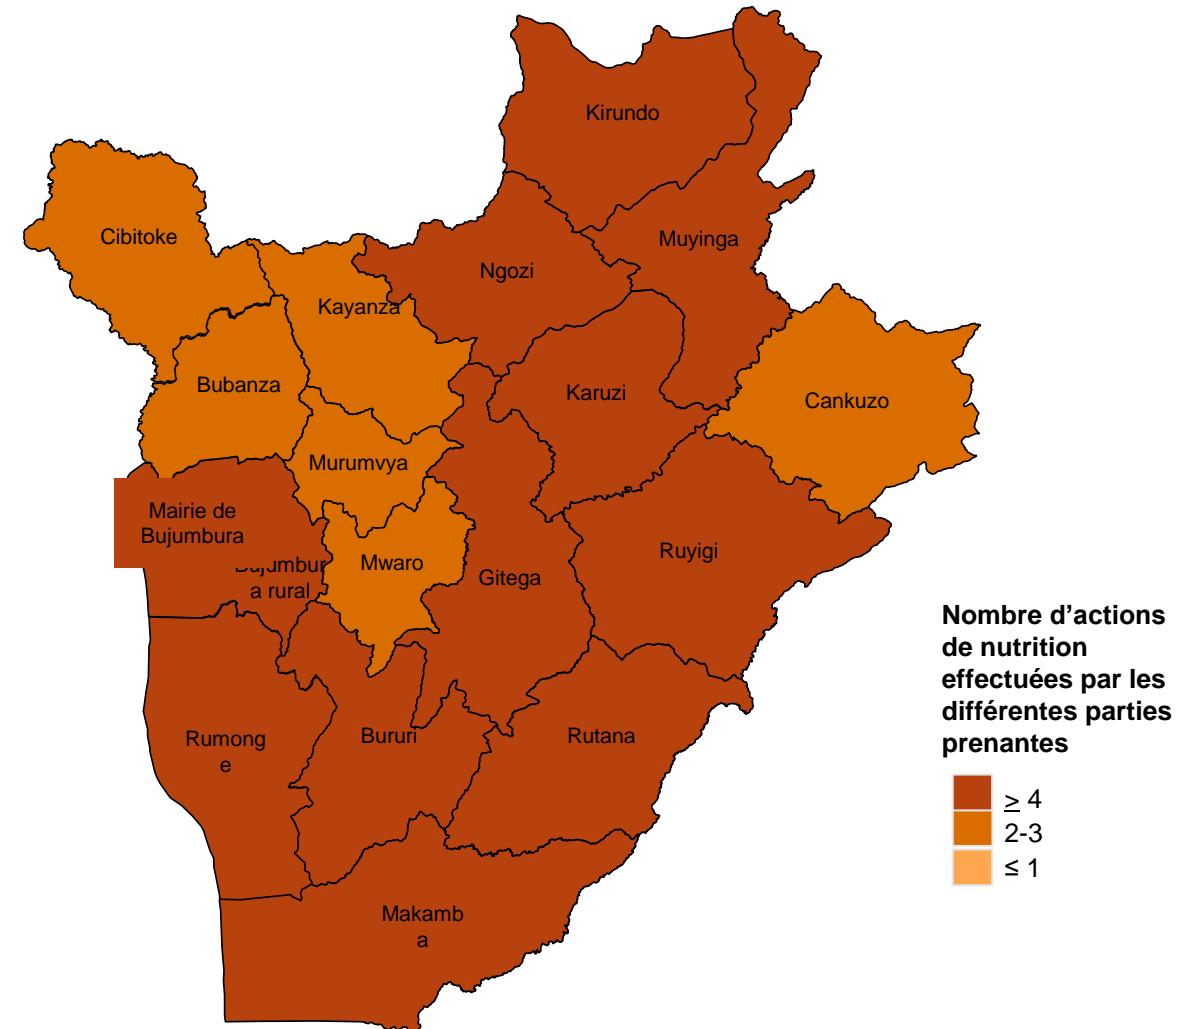 Kirundo
Cibitoke
Muyinga
Ngozi
Kayanza
Bubanza
Karuzi
Cankuzo
Murumvya
Mairie de
Bujumbura
Ruyigi
Mwaro
Bujumbur
a rural
Gitega
Nombre d’actions
de nutrition
effectuées par les
différentes parties
prenantes
Rumong
e
Bururi
Rutana
≥ 4
2-3
≤ 1
Makamb
a